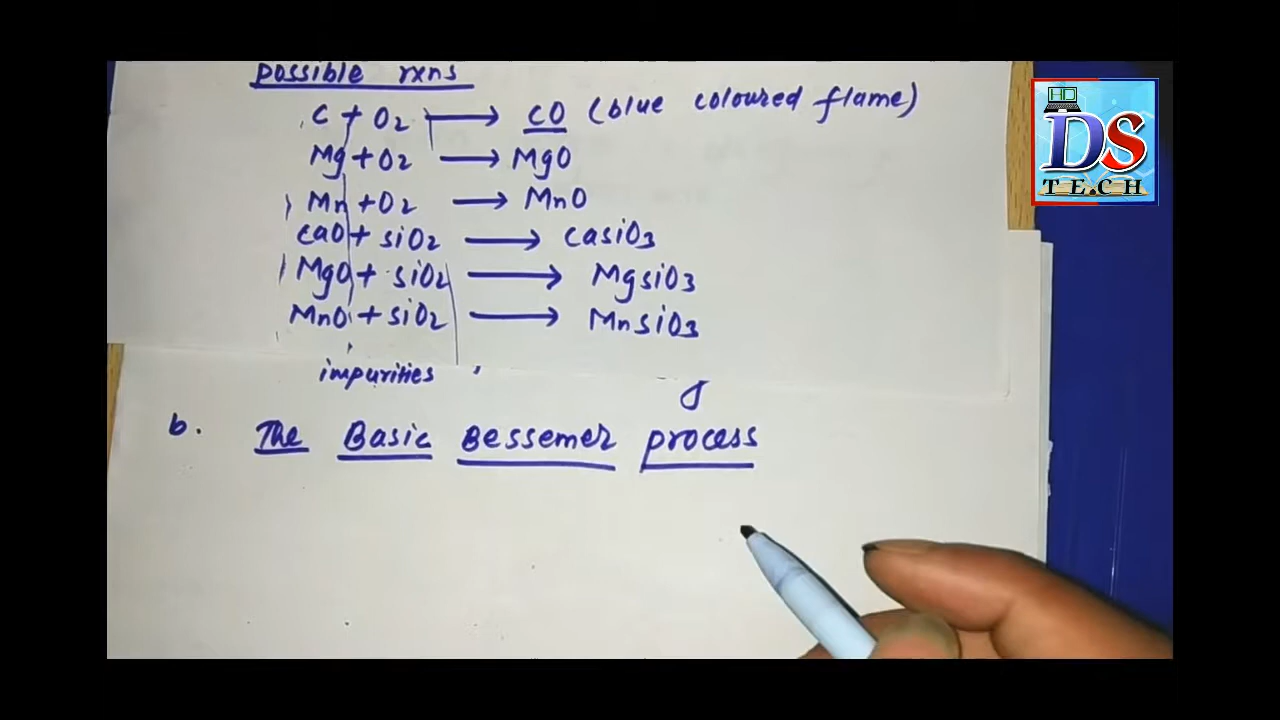 possible rxns
C + O2 → CO (blue coloured flame)
Mg + O2 → MgO
Mn + O2 → MnO
CaO + SiO2 → CaSiO3
MgO + SiO2 → MgSiO3
MnO + SiO2 → MnSiO3
impurities
b. The Basic Bessemer process
HD
DS
TECH